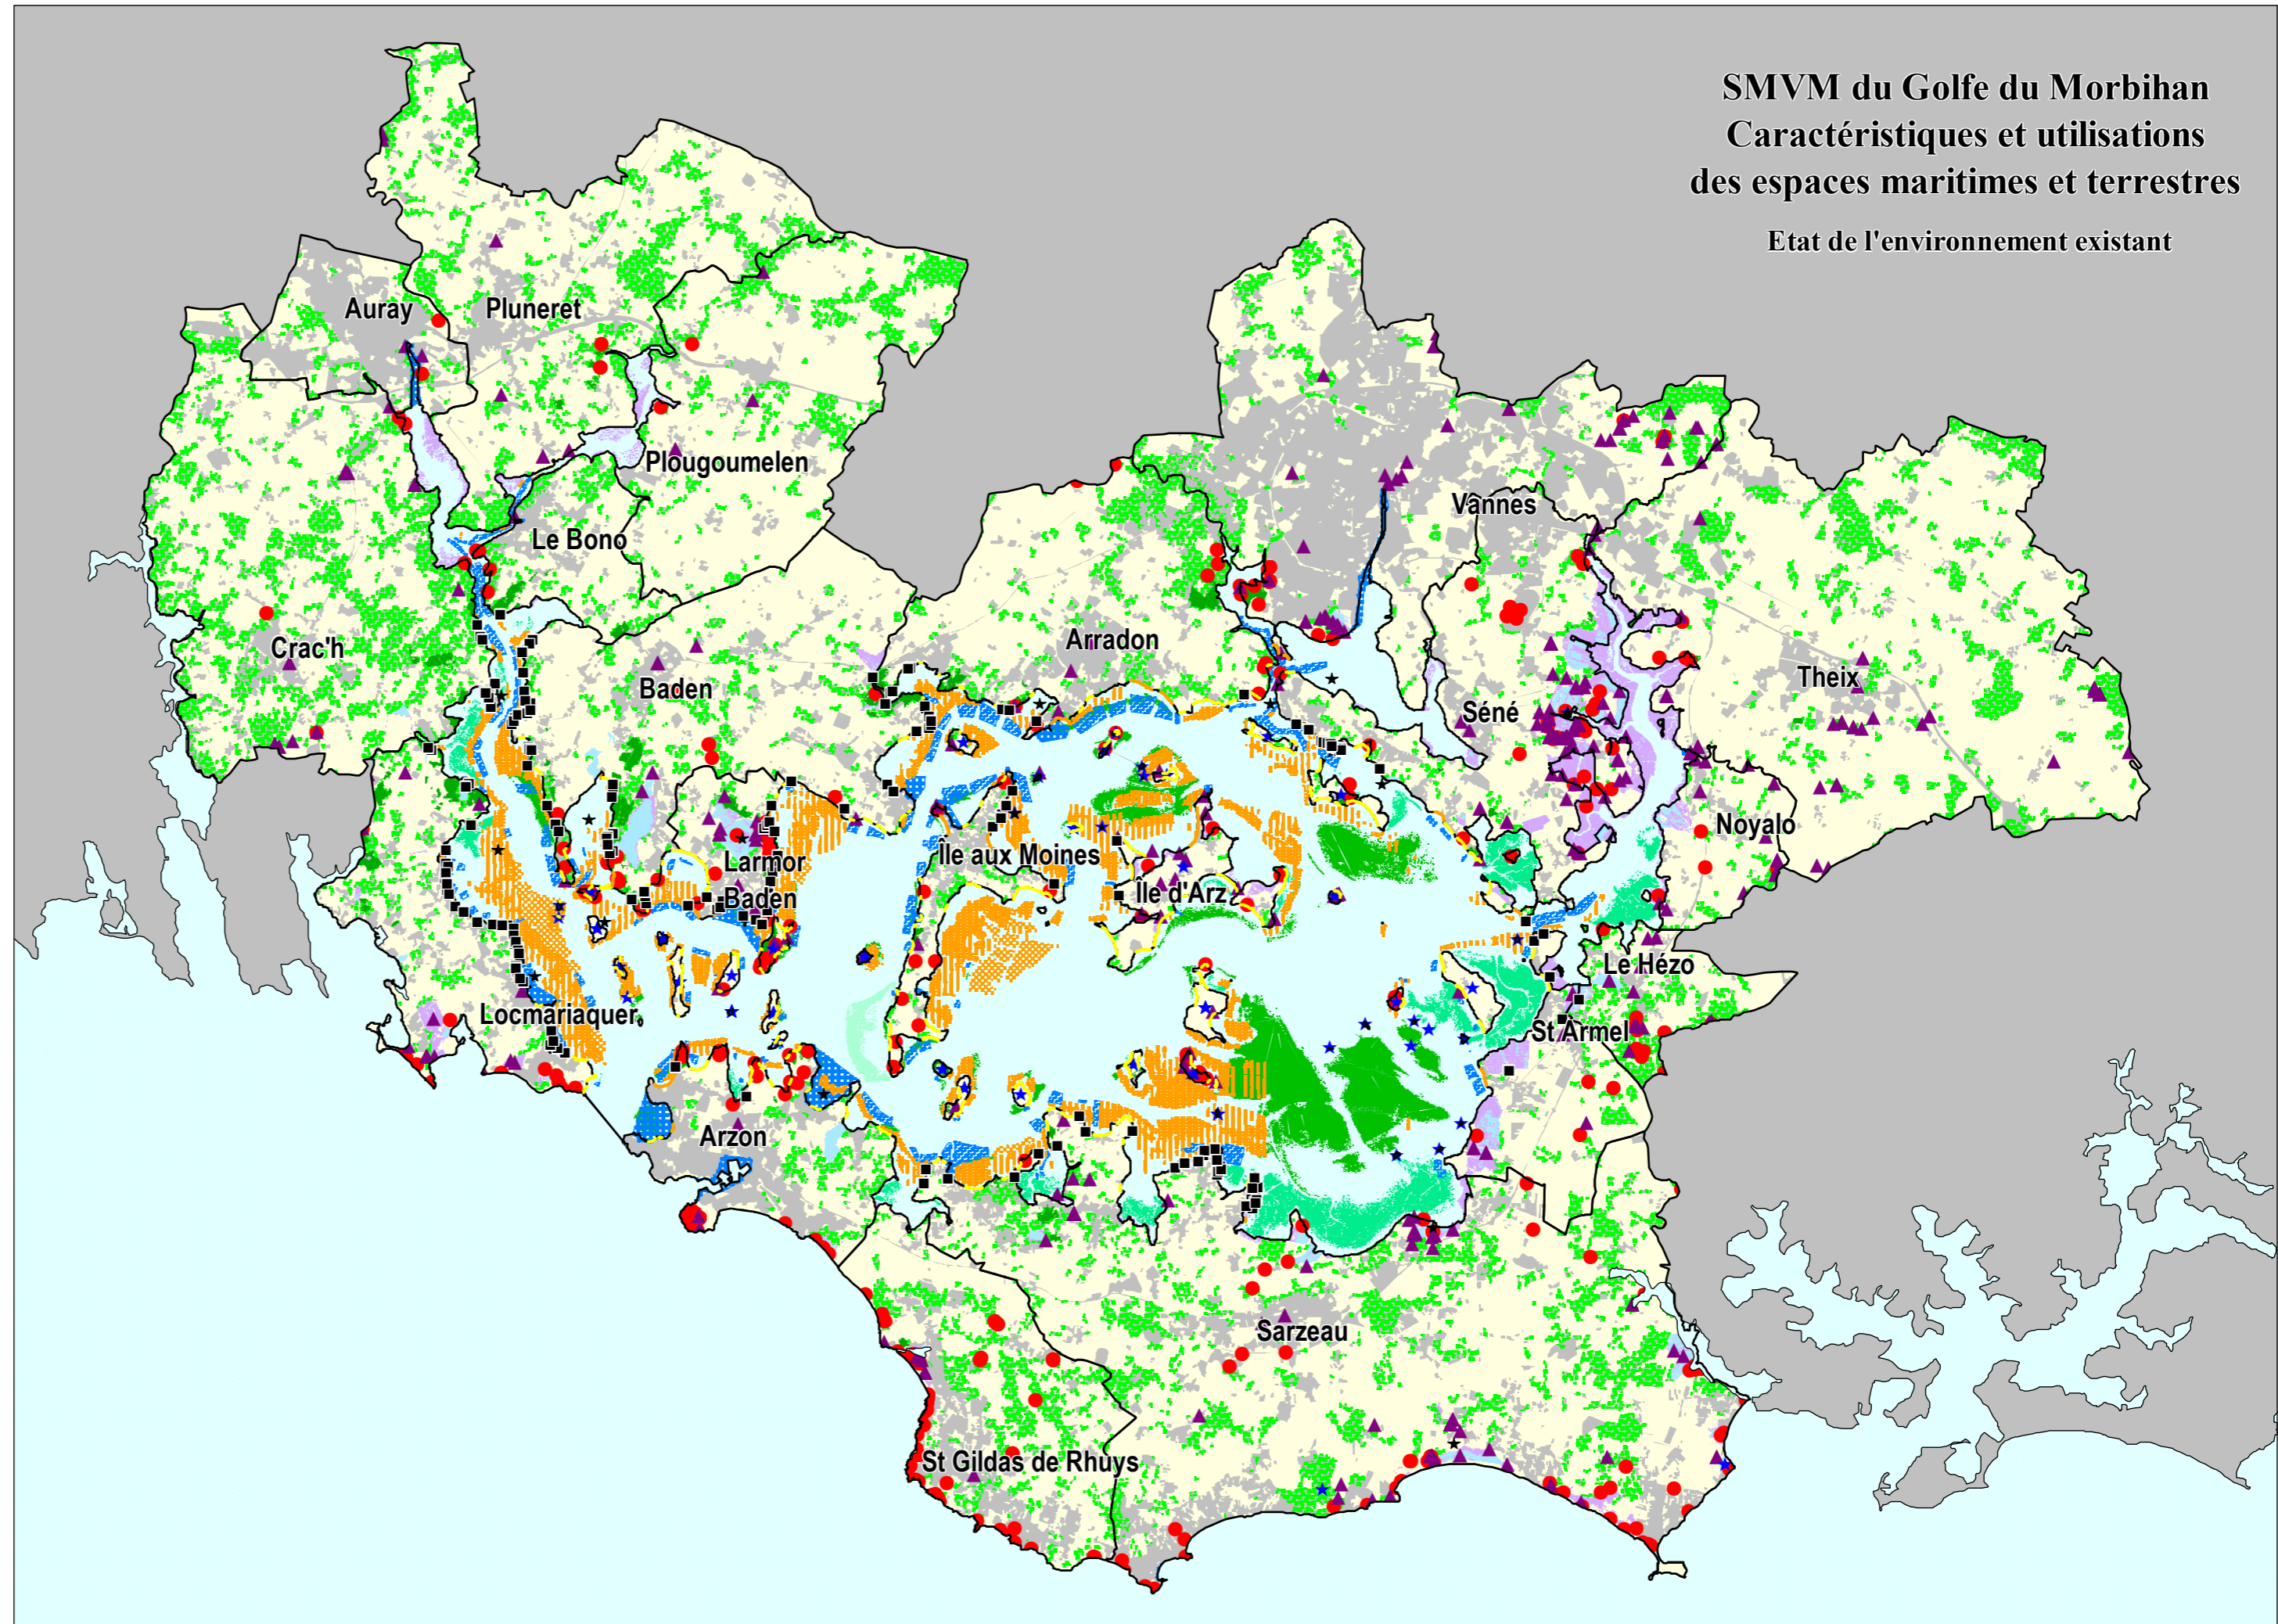 SMVM du Golfe du Morbihan
Caractéristiques et utilisations
des espaces maritimes et terrestres
Etat de l'environnement existant
Auray
Pluneret
Plougoumelen
Vannes
Le Bono
Crac'h
Arradon
Baden
Theix
Séné
Noyalo
Larmor
Baden
Île aux Moines
Île d'Arz
Le Hézo
Locmariaquer
St Armel
Arzon
Sarzeau
St Gildas de Rhuys